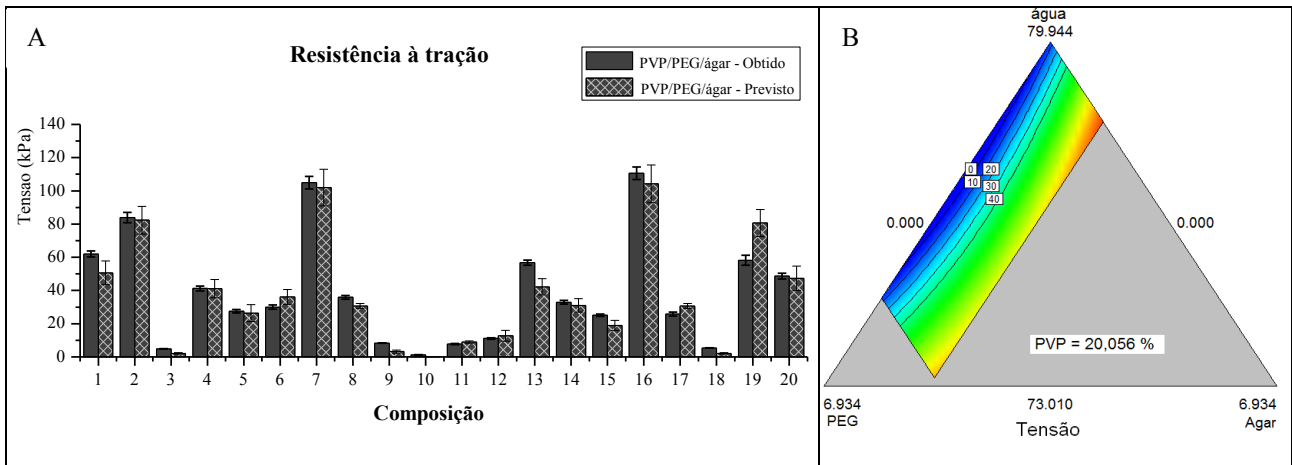 A
Resistência à tração
PVP/PEG/ágar - Obtido
PVP/PEG/ágar - Previsto
Tensao (kPa)
140
120
100
80
60
40
20
0
1 2 3 4 5 6 7 8 9 10 11 12 13 14 15 16 17 18 19 20
Composição
B
água
79.944
0 20
10 30
40
0.000 0.000
PVP = 20,056 %
6.934 73.010 6.934
PEG Tensão Agar